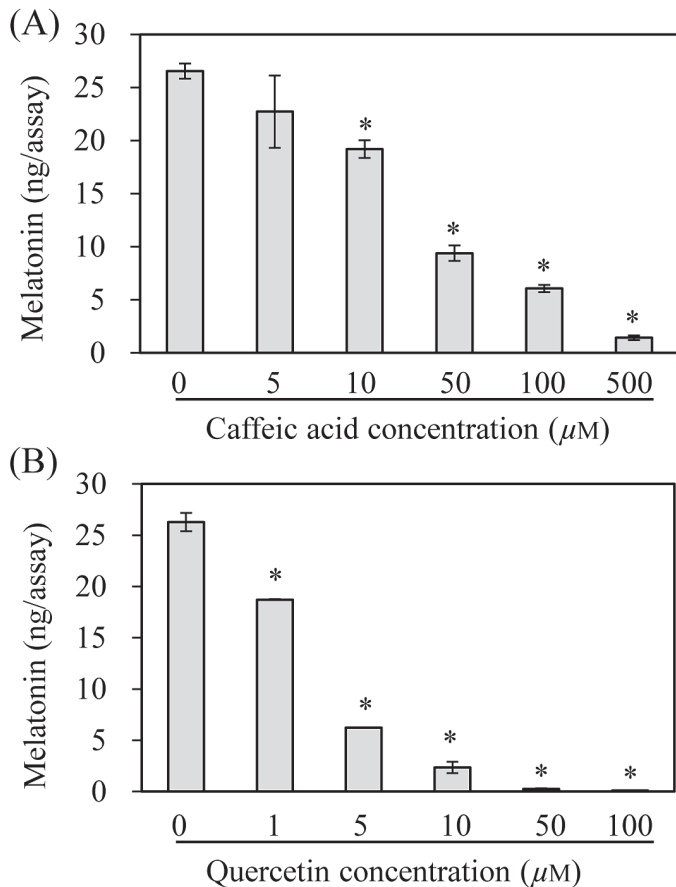 (A)
Melatonin (ng/assay)
30
25
20
15
10
5
0
*
*
*
*
0 5 10 50 100 500
Caffeic acid concentration (µM)
(B)
Melatonin (ng/assay)
30
25
20
15
10
5
0
*
*
*
*
*
0 1 5 10 50 100
Quercetin concentration (µM)